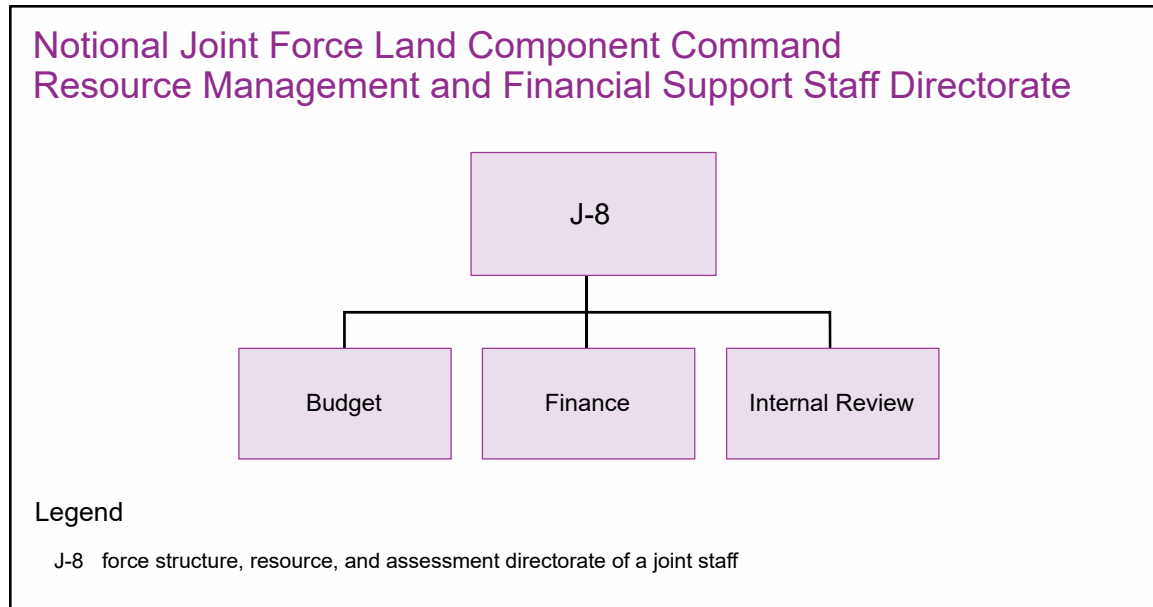 Notional Joint Force Land Component Command
Resource Management and Financial Support Staff Directorate
J-8
Budget
Finance
Internal Review
Legend
J-8 force structure, resource, and assessment directorate of a joint staff